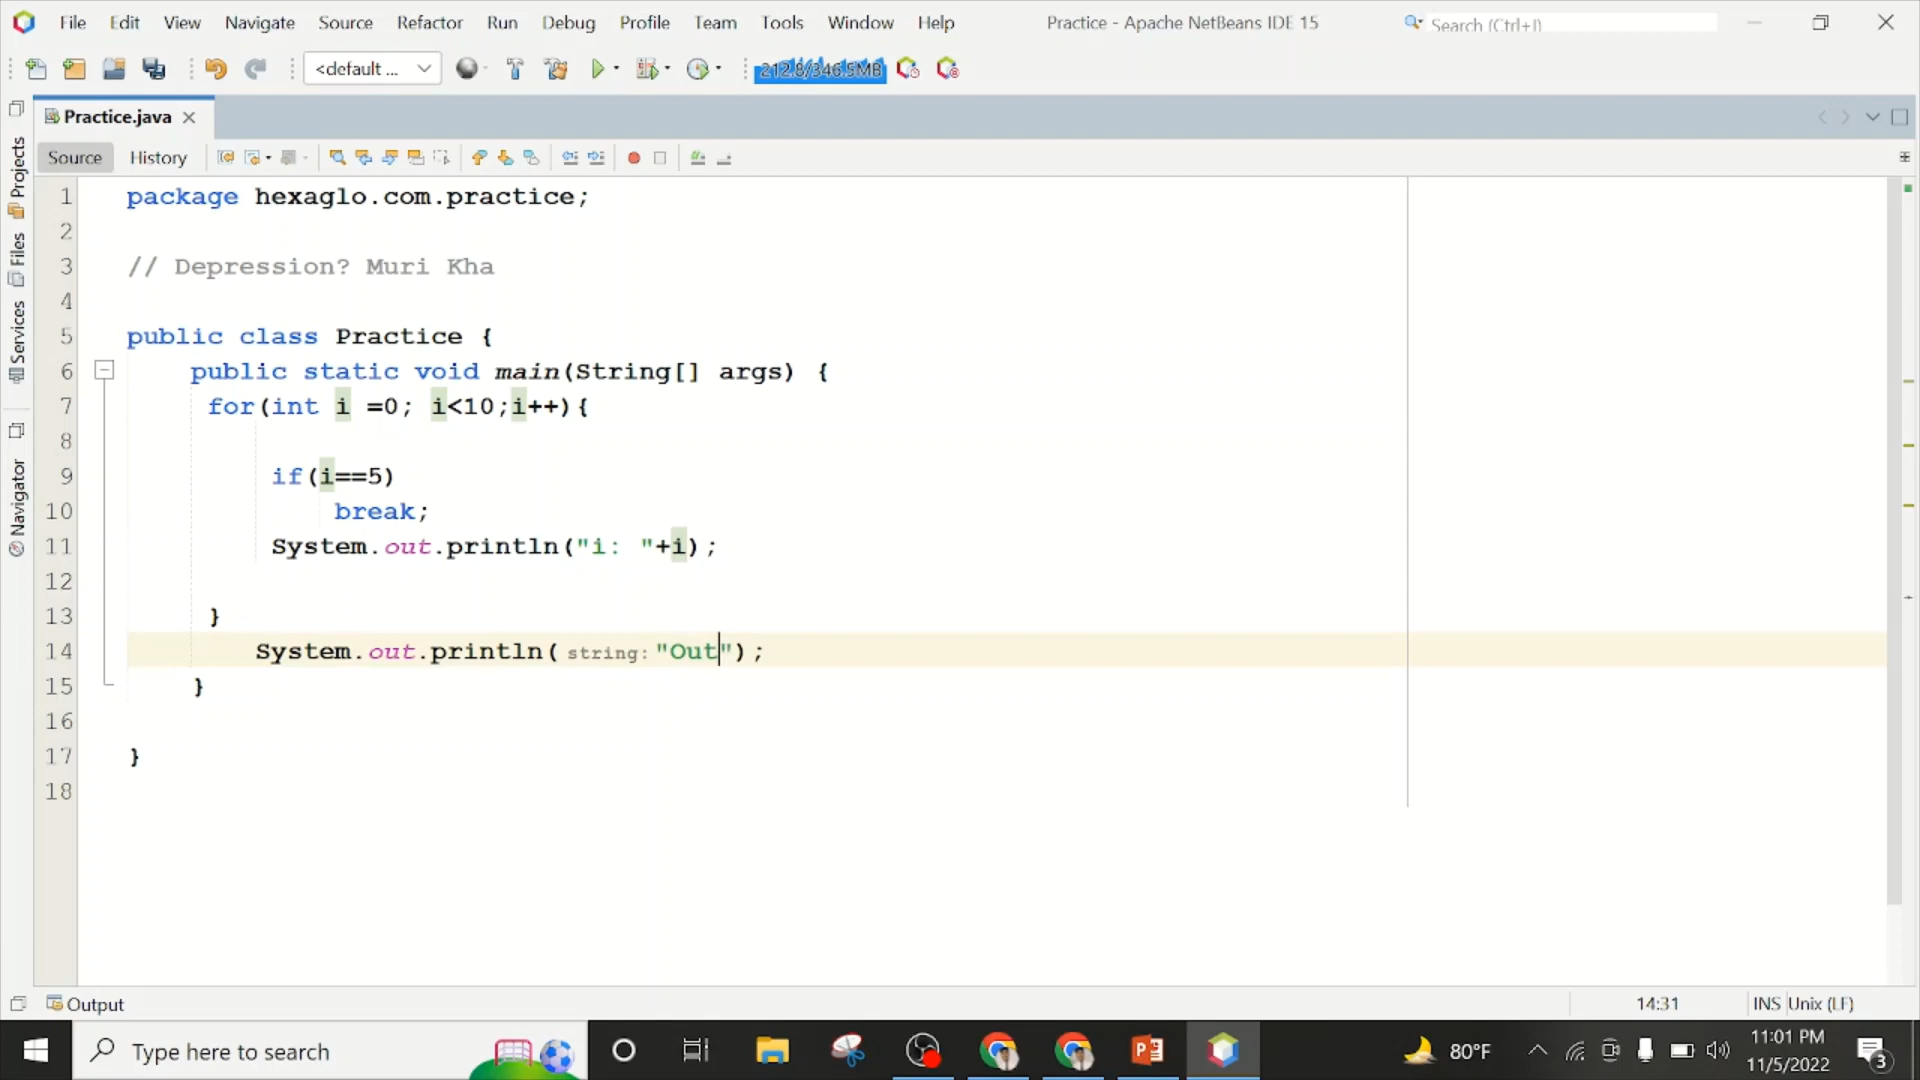 File Edit View Navigate Source Refactor Run Debug Profile Team Tools Window Help Practice - Apache NetBeans IDE 15 Search (Ctrl+I)
<default ... 212.8/346.5MB
Practice.java
Source History
Projects
Files
Services
Navigator
1 package hexaglo.com.practice;
2
3 // Depression? Muri Kha
4
5 public class Practice {
6 public static void main(String[] args) {
7 for(int i =0; i<10;i++){
8
9 if(i==5)
10 break;
11 System.out.println("i: "+i);
12
13 }
14 System.out.println(string:"Out");
15 }
16
17 }
18
Output 14:31 INS Unix (LF)
Type here to search 80°F 11:01 PM
11/5/2022 3